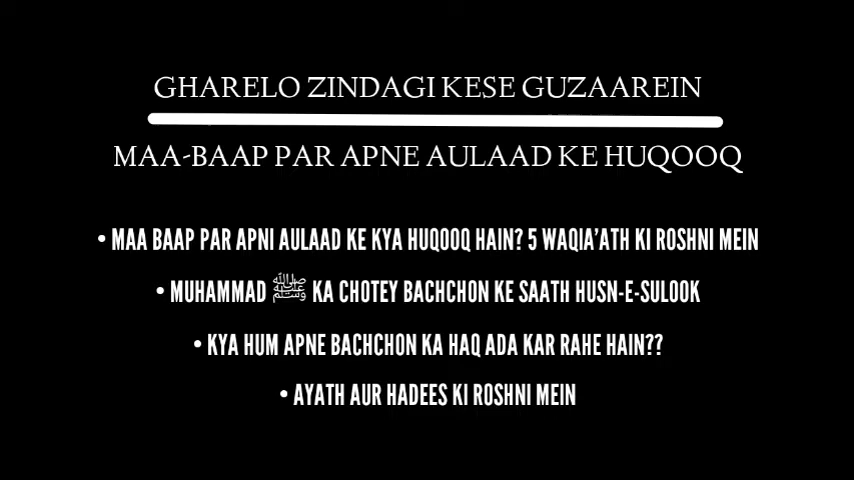 GHARELO ZINDAGI KESE GUZAAREIN
MAA-BAAP PAR APNE AULAAD KE HUQOOQ
• MAA BAAP PAR APNI AULAAD KE KYA HUQOOQ HAIN? 5 WAQIA'ATH KI ROSHNI MEIN
• MUHAMMAD ﷺ KA CHOTEY BACHCHON KE SAATH HUSN-E-SULOOK
• KYA HUM APNE BACHCHON KA HAQ ADA KAR RAHE HAIN??
• AYATH AUR HADEES KI ROSHNI MEIN